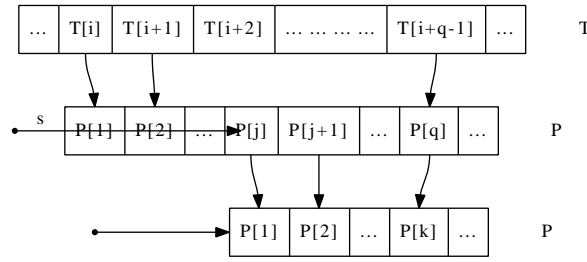 ... T[i] T[i+1] T[i+2] ... ... ... ... T[i+q-1] ... T
s
P[1] P[2] ... P[j] P[j+1] ... P[q] ... P
P[1] P[2] ... P[k] ... P